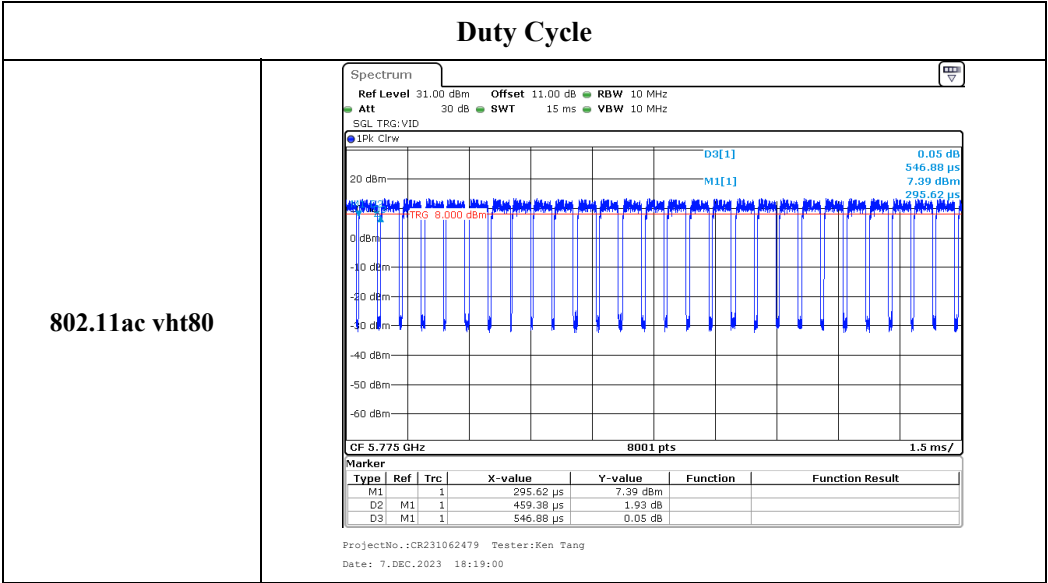 Duty Cycle
802.11ac vht80
Spectrum
Ref Level 31.00 dBm Offset 11.00 dB RBW 10 MHz
Att 30 dB SWT 15 ms VBW 10 MHz
SGL TRG:VID
1Pk Clrw
D3[1] 0.05 dB
546.88 µs
20 dBm M1[1] 7.39 dBm
295.62 µs
TRG 8.000 dBm
0 dBm
-10 dBm
-20 dBm
-30 dBm
-40 dBm
-50 dBm
-60 dBm
CF 5.775 GHz 8001 pts 1.5 ms/
Marker
Type Ref Trc X-value Y-value Function Function Result
M1 1 295.62 µs 7.39 dBm
D2 M1 1 459.38 µs 1.93 dB
D3 M1 1 546.88 µs 0.05 dB
ProjectNo.:CR231062479 Tester:Ken Tang
Date: 7.DEC.2023 18:19:00